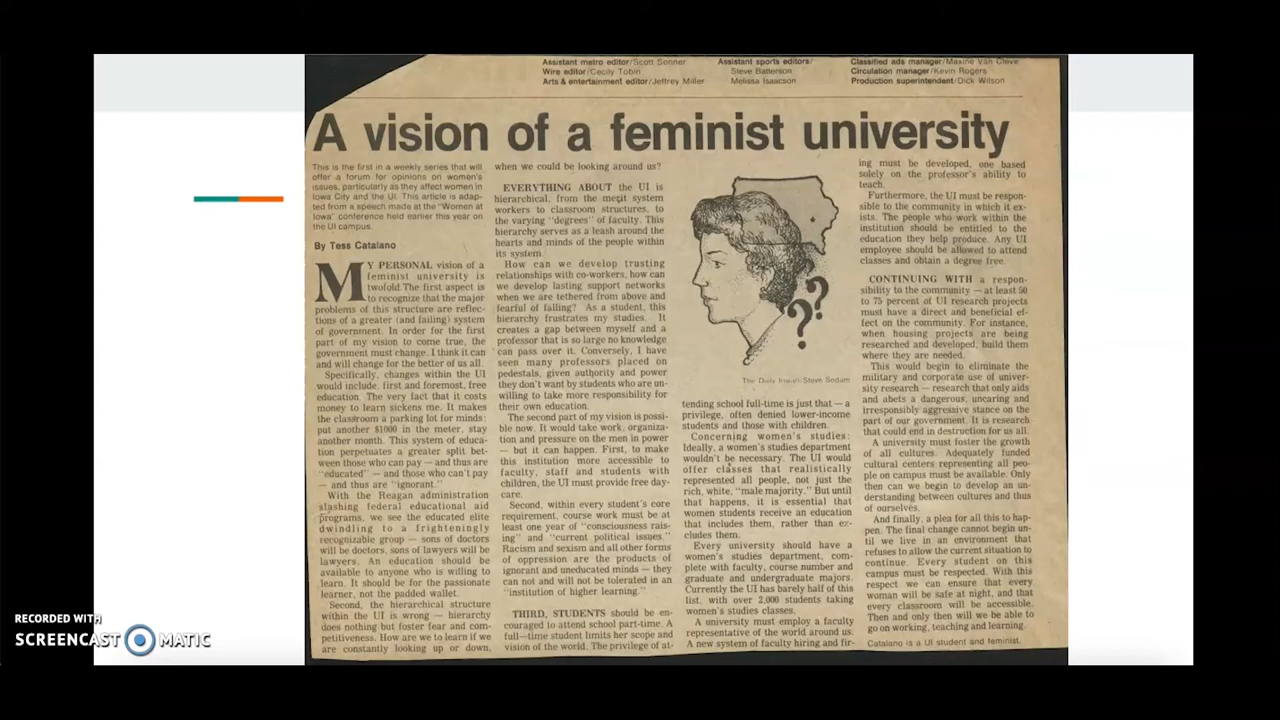 Assistant metro editor/Scott Sonner
Wire editor/Cecily Tobin
Arts & entertainment editor/Jeffrey Miller
Assistant sports editors/
Steve Batterson
Melissa Isaacson
Classified ads manager/Maxine Van Cleve
Circulation manager/Kevin Rogers
Production superintendent/Dick Wilson
A vision of a feminist university
This is the first in a weekly series that will
offer a forum for opinions on women's
issues, particularly as they affect women in
Iowa City and the UI. This article is adap-
ted from a speech made at the "Women at
Iowa" conference held earlier this year on
the UI campus.
By Tess Catalano
MY PERSONAL vision of a
feminist university is
twofold. The first aspect is
to recognize that the major
problems of this structure are reflec-
tions of a greater (and failing) system
of government. In order for the first
part of my vision to come true, the
government must change. I think it can
and will change for the better of us all.
Specifically, changes within the UI
would include, first and foremost, free
education. The very fact that it costs
money to learn sickens me. It makes
the classroom a parking lot for minds:
put another $1000 in the meter, stay
another month. This system of educa-
tion perpetuates a greater split bet-
ween those who can pay — and thus are
"educated" — and those who can't pay
— and thus are "ignorant."
With the Reagan administration
slashing federal educational aid
programs, we see the educated elite
dwindling to a frighteningly
recognizable group — sons of doctors
will be doctors, sons of lawyers will be
lawyers. An education should be
available to anyone who is willing to
learn. It should be for the passionate
learner, not the padded wallet.
Second, the hierarchical structure
within the UI is wrong — hierarchy
does nothing but foster fear and com-
petitiveness. How are we to learn if we
are constantly looking up or down,
when we could be looking around us?
EVERYTHING ABOUT the UI is
hierarchical, from the merit system
workers to classroom structures, to
the varying "degrees" of faculty. This
hierarchy serves as a leash around the
hearts and minds of the people within
its system.
How can we develop trusting
relationships with co-workers, how can
we develop lasting support networks
when we are tethered from above and
fearful of falling? As a student, this
hierarchy frustrates my studies. It
creates a gap between myself and a
professor that is so large no knowledge
can pass over it. Conversely, I have
seen many professors placed on
pedestals, given authority and power
they don't want by students who are un-
willing to take more responsibility for
their own education.
The second part of my vision is possi-
ble now. It would take work, organiza-
tion and pressure on the men in power
— but it can happen. First, to make
this institution more accessible to
faculty, staff and students with
children, the UI must provide free day-
care.
Second, within every student's core
requirement, course work must be at
least one year of "consciousness rais-
ing" and "current political issues."
Racism and sexism and all other forms
of oppression are the products of
ignorant and uneducated minds — they
can not and will not be tolerated in an
"institution of higher learning."
THIRD, STUDENTS should be en-
couraged to attend school part-time. A
full-time student limits her scope and
vision of the world. The privilege of at-
??
The Daily Iowan/Steve Sedam
tending school full-time is just that — a
privilege, often denied lower-income
students and those with children.
Concerning women's studies:
Ideally, a women's studies department
wouldn't be necessary. The UI would
offer classes that realistically
represented all people, not just the
rich, white, "male majority." But until
that happens, it is essential that
women students receive an education
that includes them, rather than ex-
cludes them.
Every university should have a
women's studies department, com-
plete with faculty, course number and
graduate and undergraduate majors.
Currently the UI has barely half of this
list, with over 2,000 students taking
women's studies classes.
A university must employ a faculty
representative of the world around us.
A new system of faculty hiring and fir-
ing must be developed, one based
solely on the professor's ability to
teach.
Furthermore, the UI must be respon-
sible to the community in which it ex-
ists. The people who work within the
institution should be entitled to the
education they help produce. Any UI
employee should be allowed to attend
classes and obtain a degree free.
CONTINUING WITH a respon-
sibility to the community — at least 50
to 75 percent of UI research projects
must have a direct and beneficial ef-
fect on the community. For instance,
when housing projects are being
researched and developed, build them
where they are needed.
This would begin to eliminate the
military and corporate use of univer-
sity research — research that only aids
and abets a dangerous, uncaring and
irresponsibly aggressive stance on the
part of our government. It is research
that could end in destruction for us all.
A university must foster the growth
of all cultures. Adequately funded
cultural centers representing all peo-
ple on campus must be available. Only
then can we begin to develop an un-
derstanding between cultures and thus
of ourselves.
And finally, a plea for all this to hap-
pen. The final change cannot begin un-
til we live in an environment that
refuses to allow the current situation to
continue. Every student on this
campus must be respected. With this
respect we can ensure that every
woman will be safe at night, and that
every classroom will be accessible.
Then and only then will we be able to
go on working, teaching and learning.
Catalano is a UI student and feminist.
RECORDED WITH
SCREENCAST MATIC